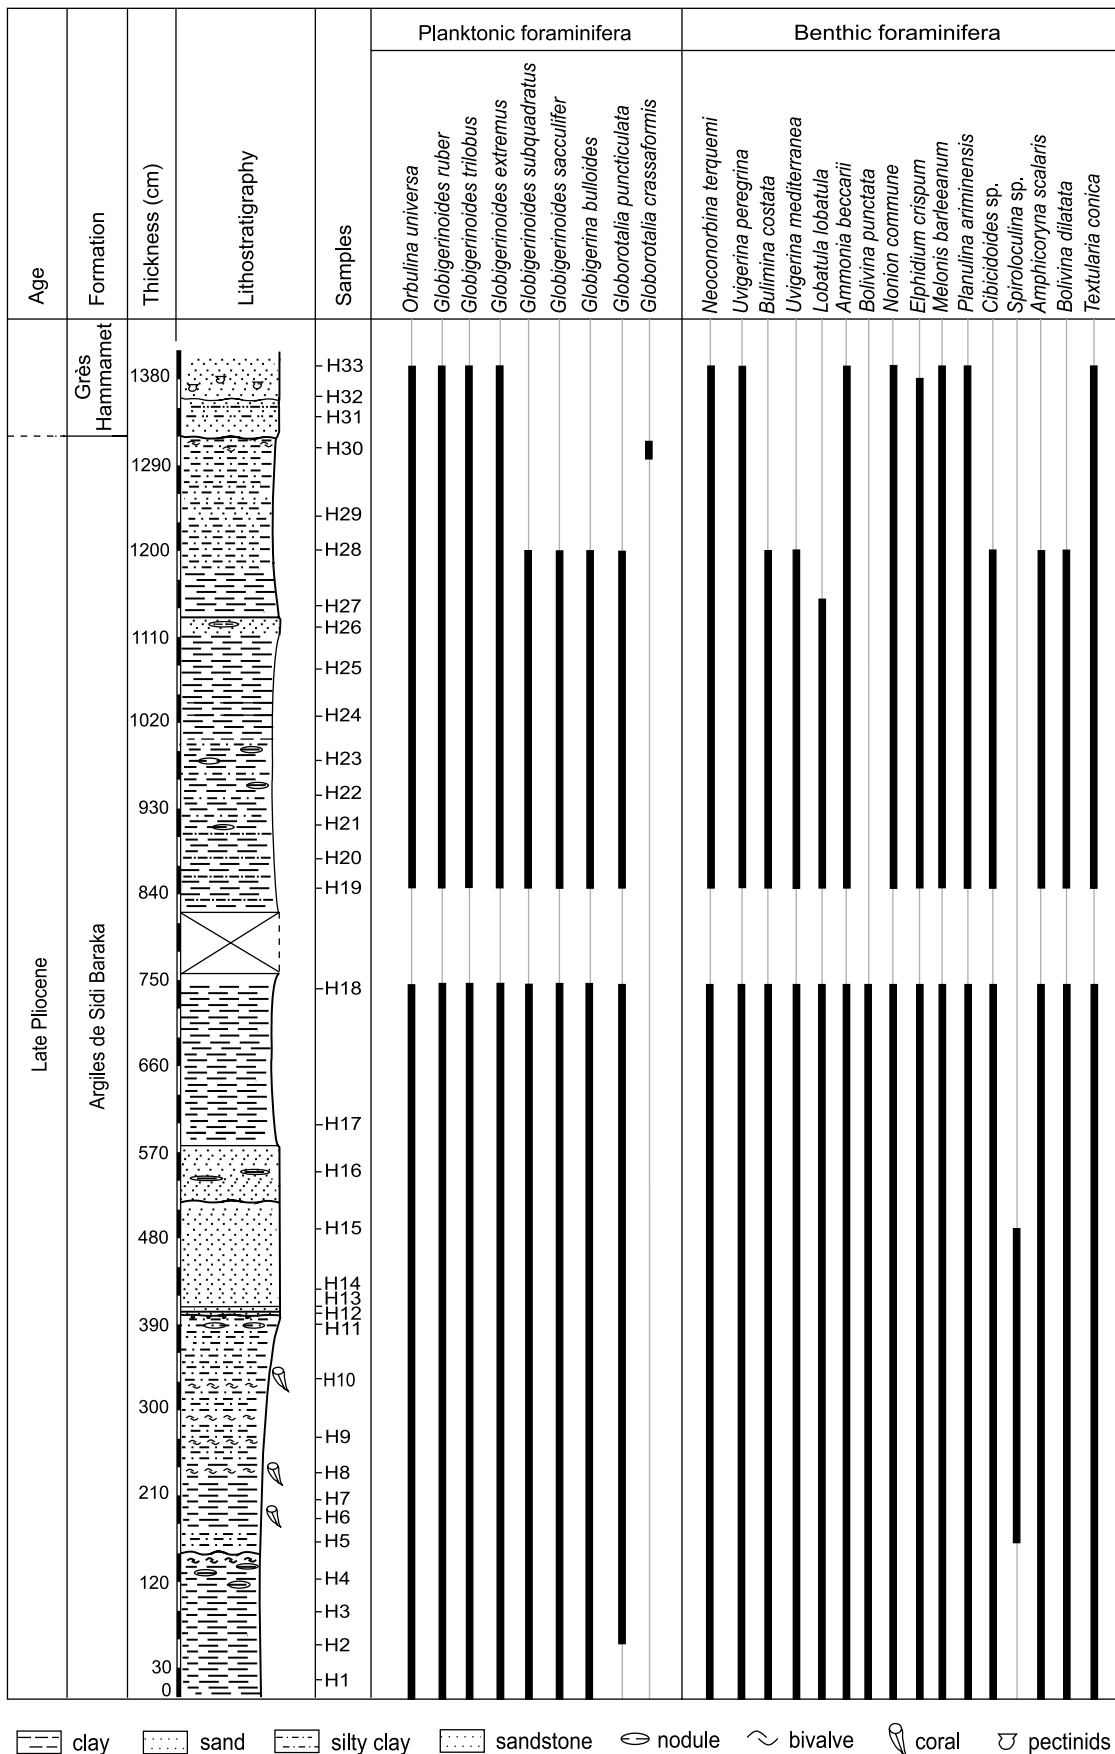 Planktonic foraminifera
Benthic foraminifera
Age
Formation
Thickness (cm)
Lithostratigraphy
Samples
Orbulina universa
Globigerinoides ruber
Globigerinoides trilobus
Globigerinoides extremus
Globigerinoides subquadratus
Globigerinoides sacculifer
Globigerina bulloides
Globorotalia puncticulata
Globorotalia crassaformis
Neoconorbina terquemi
Uvigerina peregrina
Bulimina costata
Uvigerina mediterranea
Lobatula lobatula
Ammonia beccarii
Bolivina punctata
Nonion commune
Elphidium crispum
Melonis barleeanum
Planulina ariminensis
Cibicidoides sp.
Spiroloculina sp.
Amphicoryna scalaris
Bolivina dilatata
Textularia conica
Late Pliocene
Grès
Hammamet
Argiles de Sidi Baraka
1380
1290
1200
1110
1020
930
840
750
660
570
480
390
300
210
120
30
0
H33
H32
H31
H30
H29
H28
H27
H26
H25
H24
H23
H22
H21
H20
H19
H18
H17
H16
H15
H14
H13
H12
H11
H10
H9
H8
H7
H6
H5
H4
H3
H2
H1
clay sand silty clay sandstone nodule bivalve coral pectinids